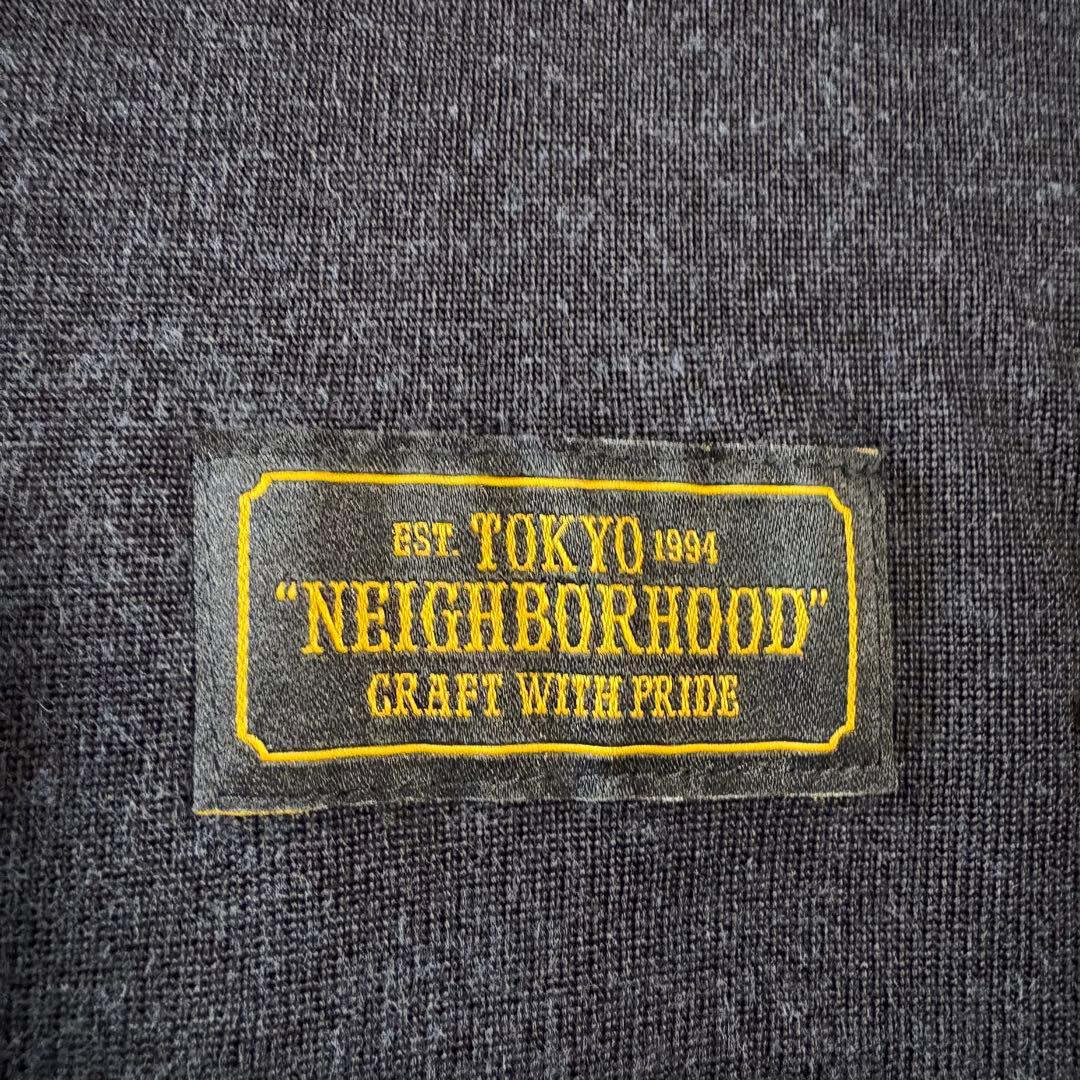 EST. TOKYO 1994
"NEIGHBORHOOD"
CRAFT WITH PRIDE